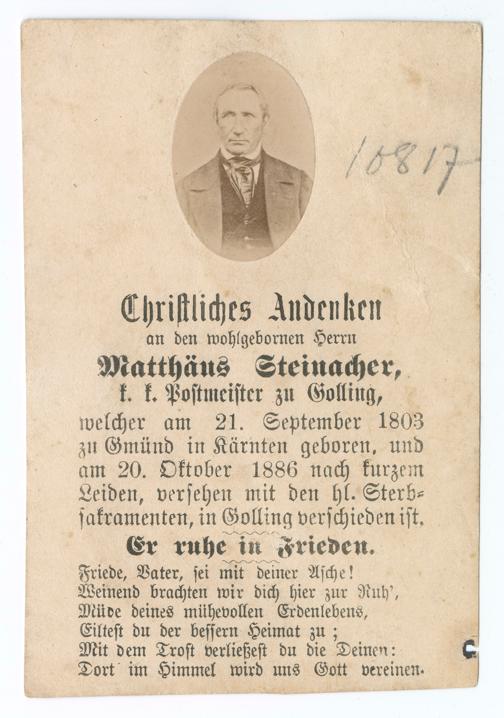 10817
Christliches Andenken
an den wohlgebornen Herrn
Matthäus Steinacher,
k. k. Postmeister zu Golling,
welcher am 21. September 1803
zu Gmünd in Kärnten geboren, und
am 20. Oktober 1886 nach kurzem
Leiden, versehen mit den hl. Sterb-
sakramenten, in Golling verschieden ist.
Er ruhe in Frieden.
Friede, Vater, sei mit deiner Asche!
Weinend brachten wir dich hier zur Ruh',
Müde deines mühevollen Erdenlebens,
Eiltest du der bessern Heimat zu;
Mit dem Trost verließest du die Deinen:
Dort im Himmel wird uns Gott vereinen.